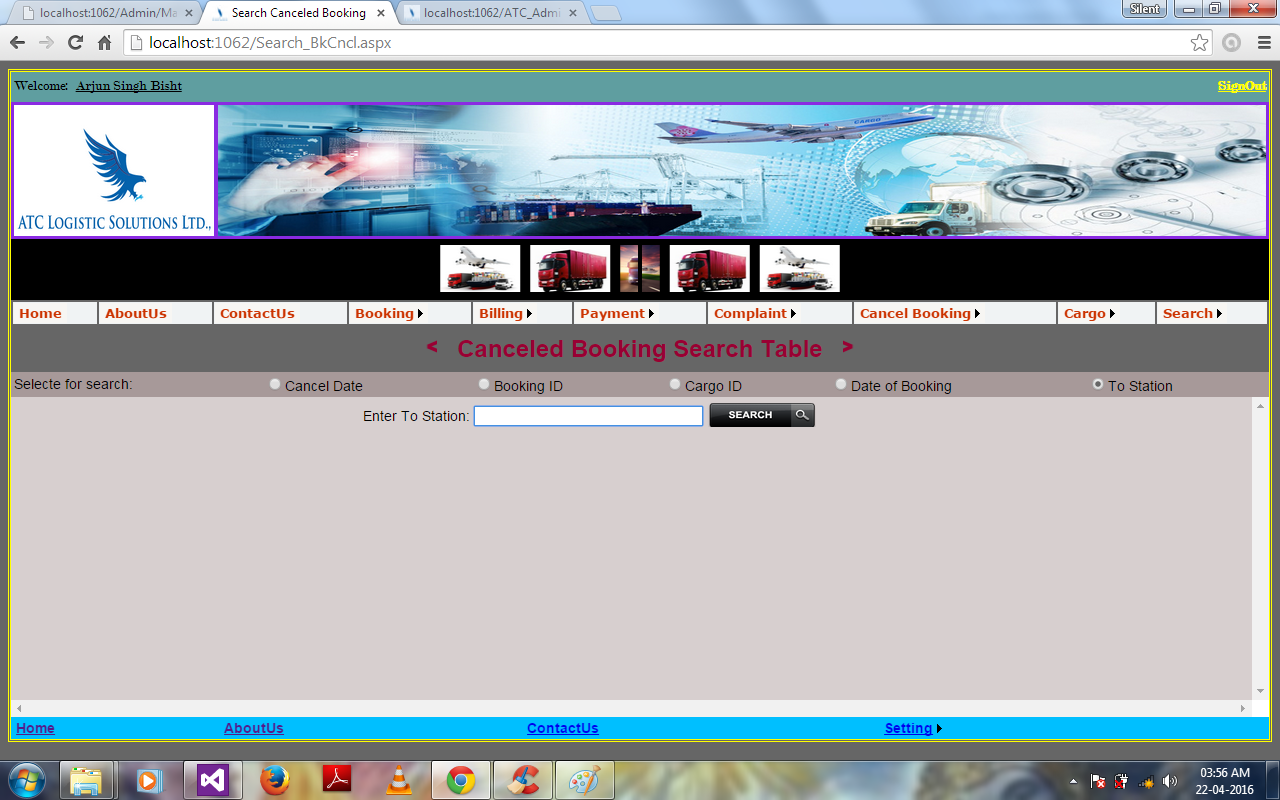 localhost:1062/Admin/Ma
Search Canceled Booking
localhost:1062/ATC_Admi
Silent
localhost:1062/Search_BkCncl.aspx
Welcome: Arjun Singh Bisht
SignOut
CARGO
ATC LOGISTIC SOLUTIONS LTD.,
Home AboutUs ContactUs Booking Billing Payment Complaint Cancel Booking Cargo Search
< Canceled Booking Search Table >
Selecte for search: Cancel Date Booking ID Cargo ID Date of Booking To Station
Enter To Station: SEARCH
Home AboutUs ContactUs Setting
03:56 AM
22-04-2016